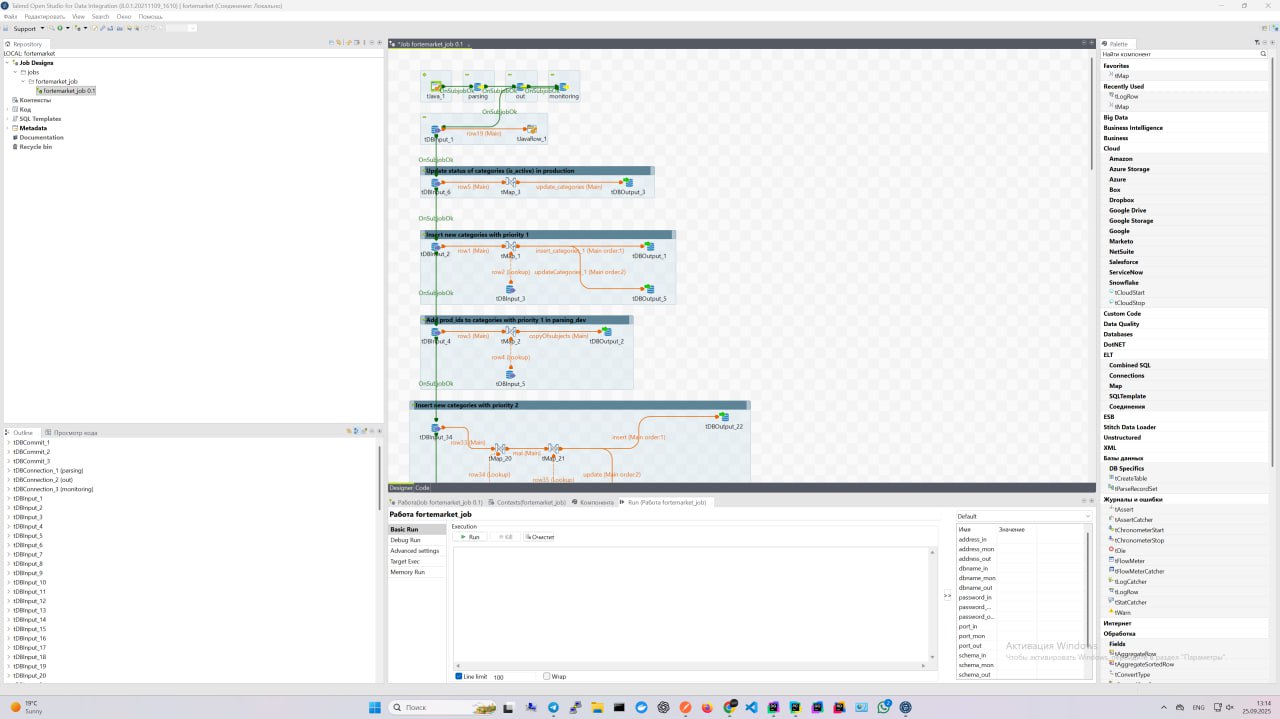 Talend Open Studio for Data Integration (8.0.1.20211109_1610) | fortemarket (Соединение: Локально)
Файл Редактировать View Search Окно Помощь
Support
Repository
LOCAL: fortemarket
Job Designs
jobs
fortemarket_job
fortemarket_job 0.1
Контексты
Код
SQL Templates
Metadata
Documentation
Recycle bin
Outline Просмотр кода
tDBCommit_1
tDBCommit_2
tDBCommit_3
tDBConnection_1 (parsing)
tDBConnection_2 (out)
tDBConnection_3 (monitoring)
tDBInput_1
tDBInput_2
tDBInput_3
tDBInput_4
tDBInput_5
tDBInput_6
tDBInput_7
tDBInput_8
tDBInput_9
tDBInput_10
tDBInput_11
tDBInput_12
tDBInput_13
tDBInput_14
tDBInput_15
tDBInput_16
tDBInput_17
tDBInput_18
tDBInput_19
tDBInput_20
*Job fortemarket_job 0.1
OnSubjobOk OnSubjobOk OnSubjobOk
tJava_1 parsing out monitoring
OnSubjobOk
row19 (Main)
tDBInput_1 tJavaRow_1
OnSubjobOk
Update status of categories (is_active) in production
row5 (Main) update_categories (Main)
tDBInput_6 tMap_3 tDBOutput_3
OnSubjobOk
Insert new categories with priority 1
row1 (Main) insert_categories_1 (Main order:1)
tDBInput_2 tMap_1 tDBOutput_1
row2 (Lookup) updateCategories_1 (Main order:2)
OnSubjobOk
tDBInput_3 tDBOutput_5
Add prod_ids to categories with priority 1 in parsing_dev
row3 (Main) copyOfsubjects (Main)
tDBInput_4 tMap_2 tDBOutput_2
row4 (Lookup)
OnSubjobOk
tDBInput_5
Insert new categories with priority 2
tDBOutput_22
tDBInput_34
row33 (Main) insert (Main order:1)
mai (Main)
tMap_20 tMap_21
row34 (Lookup) row35 (Lookup) update (Main order:2)
Designer Code
Работа(Job fortemarket_job 0.1) Contexts(fortemarket_job) Компонента Run (Работа fortemarket_job)
Работа fortemarket_job
Basic Run
Debug Run
Advanced settings
Target Exec
Memory Run
Execution
Run Kill Очистит
Line limit 100 Wrap
>>
Default
Имя Значение
address_in
address_mon
address_out
dbname_in
dbname_mon
dbname_out
password_in
password_...
password_o...
port_in
port_mon
port_out
schema_in
schema_mon
schema_out
Palette
Найти компонент
Favorites
tMap
Recently Used
tLogRow
tMap
Big Data
Business Intelligence
Business
Cloud
Amazon
Azure Storage
Azure
Box
Dropbox
Google Drive
Google Storage
Google
Marketo
NetSuite
Salesforce
ServiceNow
Snowflake
tCloudStart
tCloudStop
Custom Code
Data Quality
Databases
DotNET
ELT
Combined SQL
Connections
Map
SQLTemplate
Соединения
ESB
Stitch Data Loader
Unstructured
XML
Базы данных
DB Specifics
tCreateTable
tParseRecordSet
Журналы и ошибки
tAssert
tAssertCatcher
tChronometerStart
tChronometerStop
tDie
tFlowMeter
tFlowMeterCatcher
tLogCatcher
tLogRow
tStatCatcher
tWarn
Интернет
Обработка
Fields
tAggregateRow
tAggregateSortedRow
tConvertType
Активация Windows
Чтобы активировать Windows, перейдите в раздел "Параметры".
19°C
Sunny
Поиск
ENG
13:14
25.09.2025